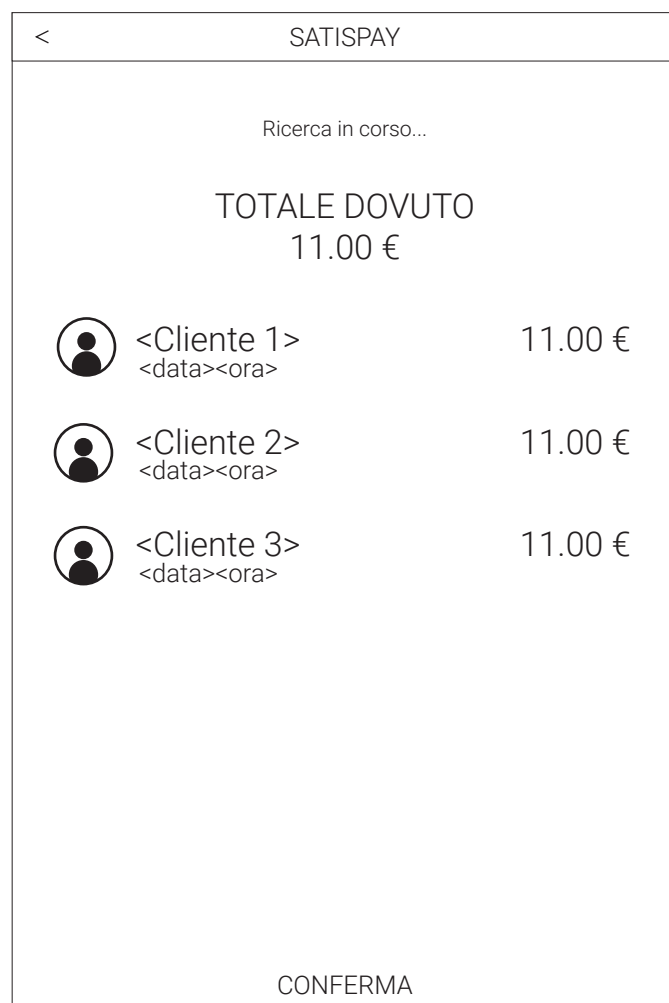 < SATISPAY
Ricerca in corso...
TOTALE DOVUTO
11.00 €
<Cliente 1> 11.00 €
<data><ora>
<Cliente 2> 11.00 €
<data><ora>
<Cliente 3> 11.00 €
<data><ora>
CONFERMA